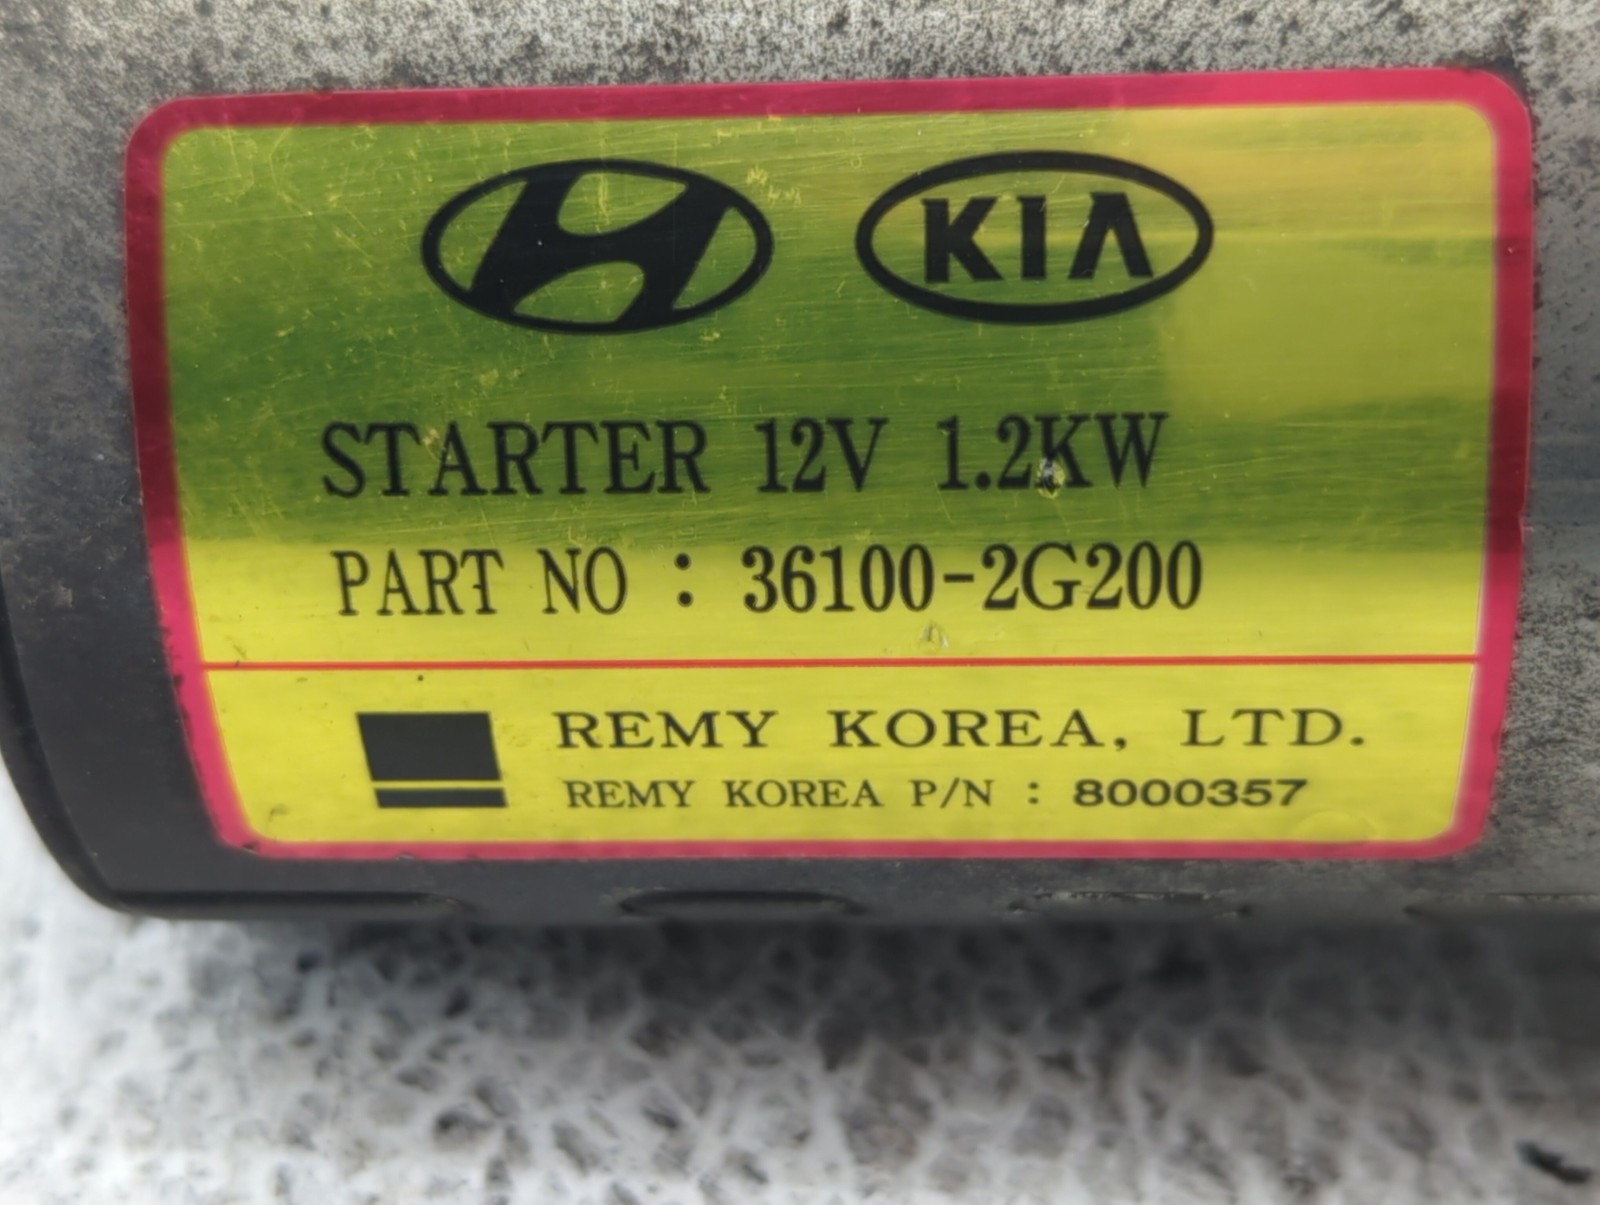 KIA
STARTER 12V 1.2KW
PART NO : 36100-2G200
REMY KOREA, LTD.
REMY KOREA P/N : 8000357